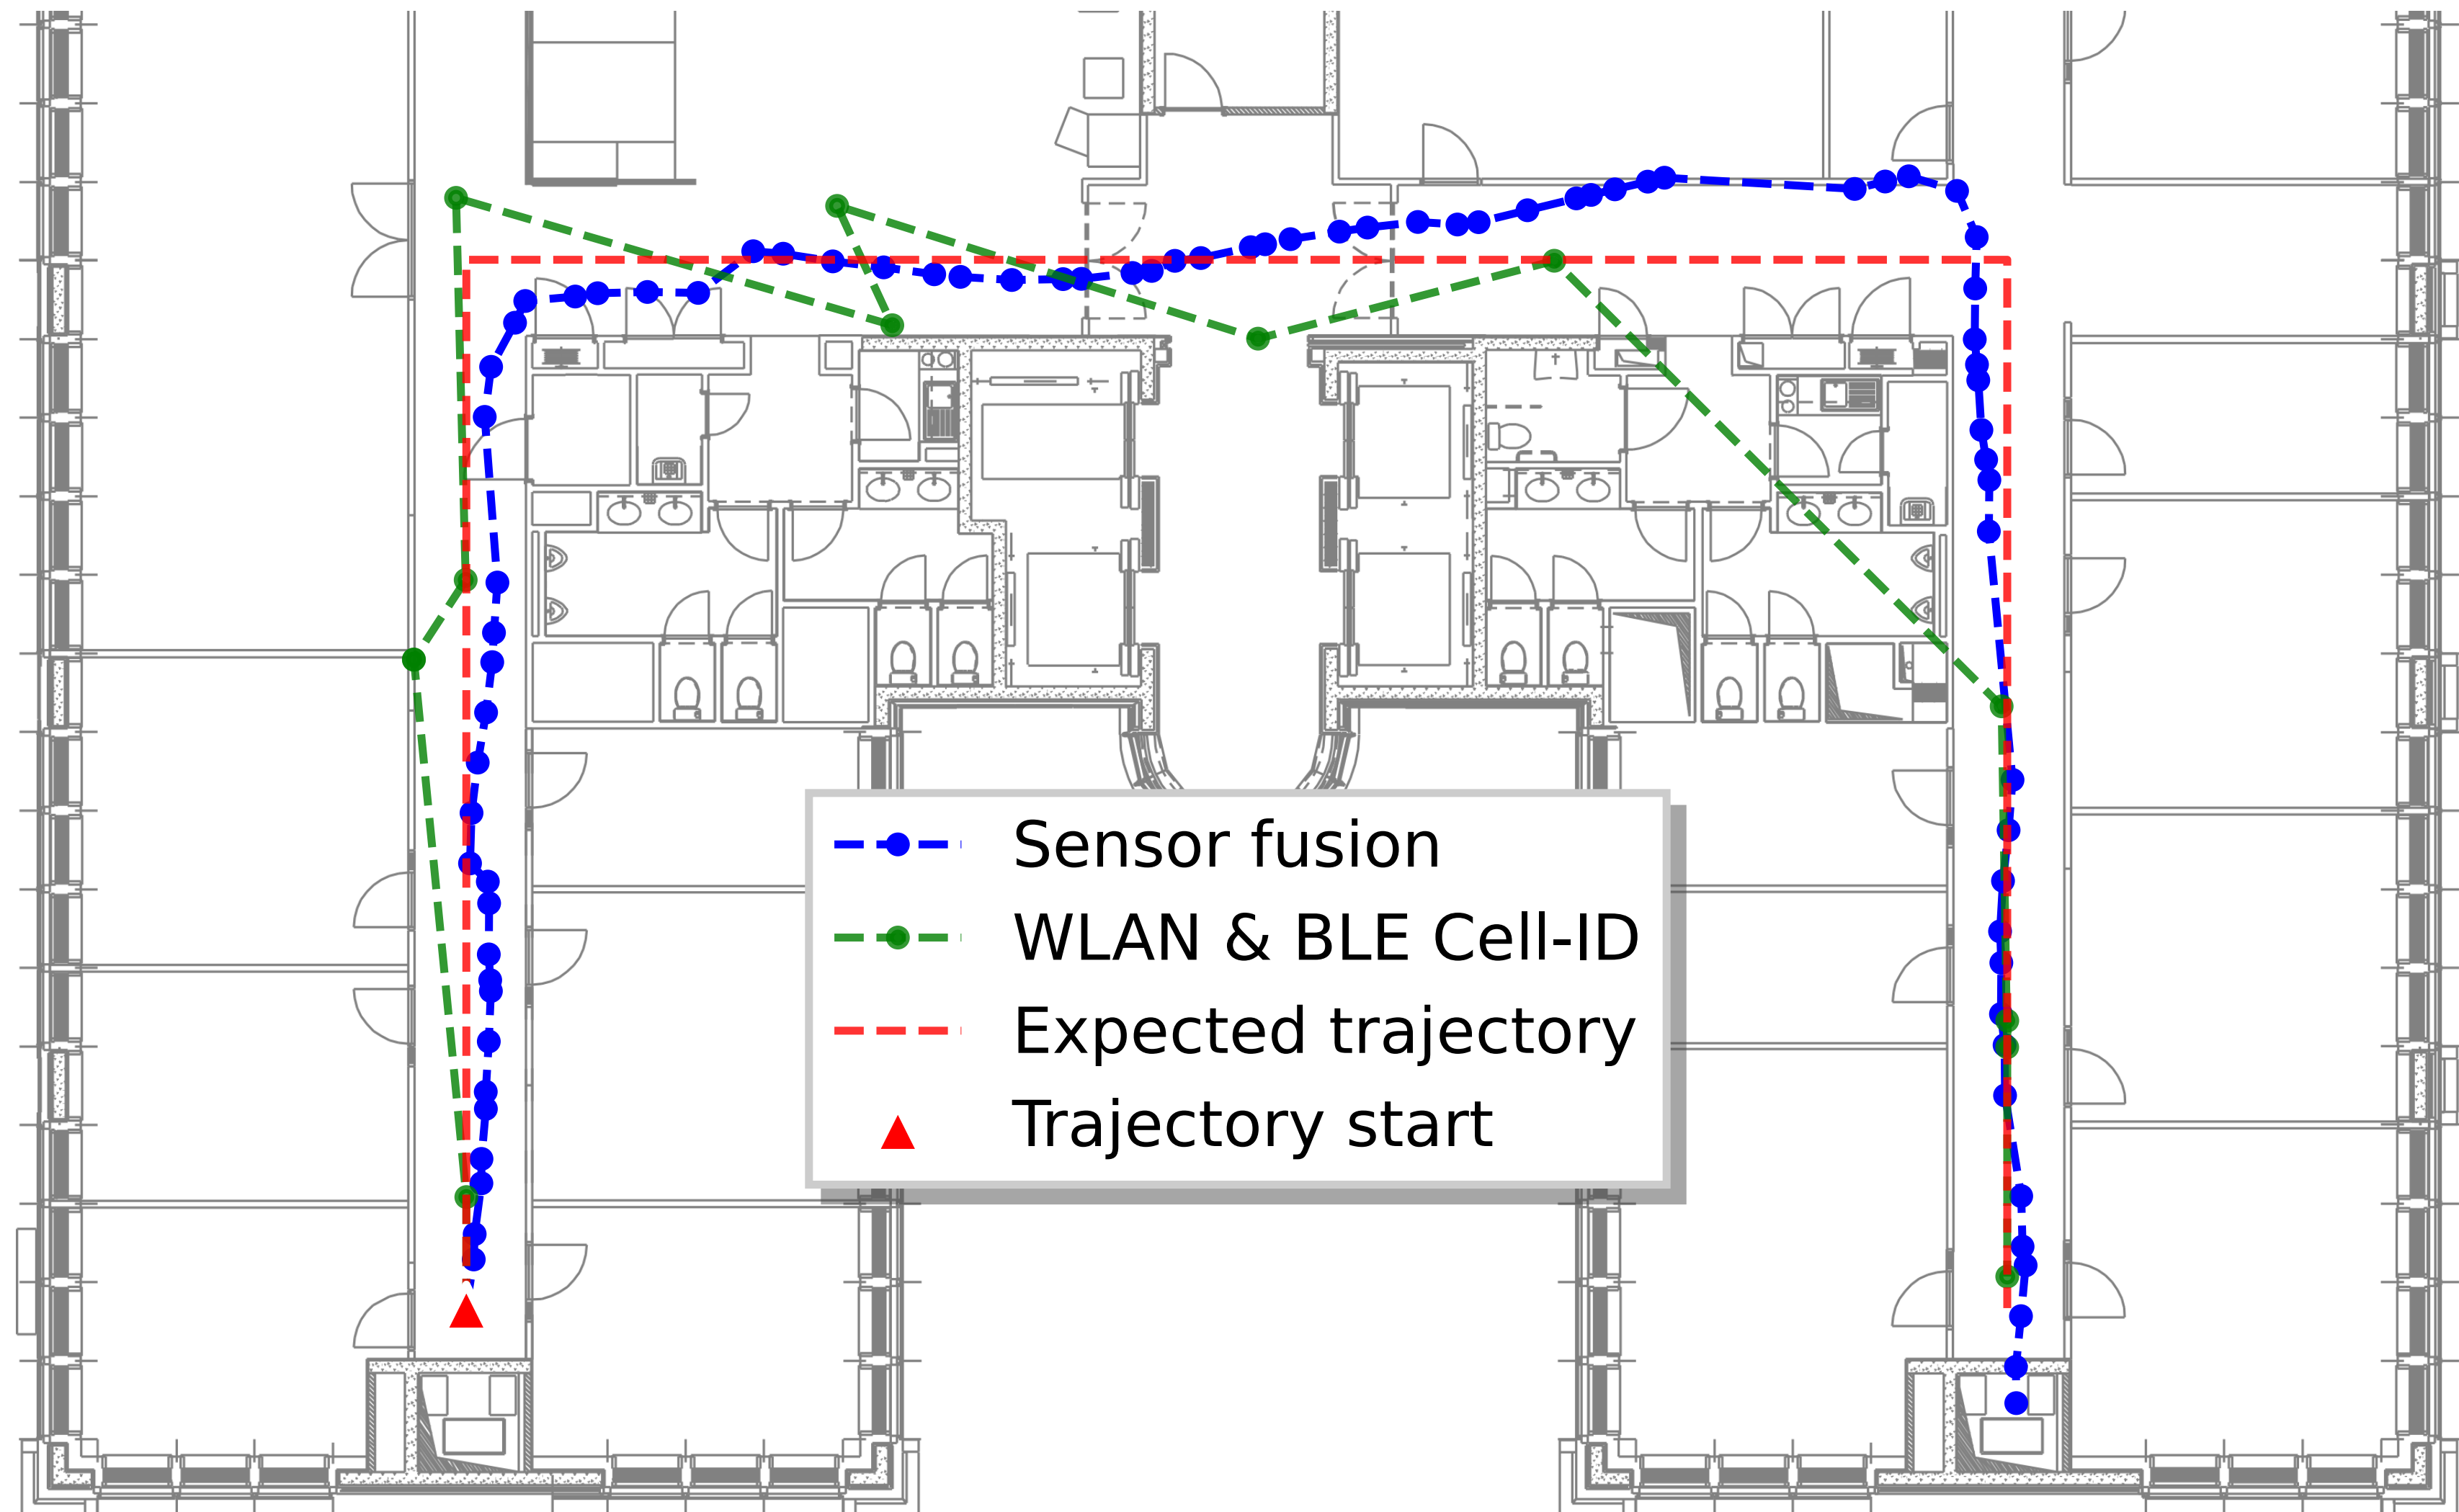 Sensor fusion
WLAN & BLE Cell-ID
Expected trajectory
Trajectory start